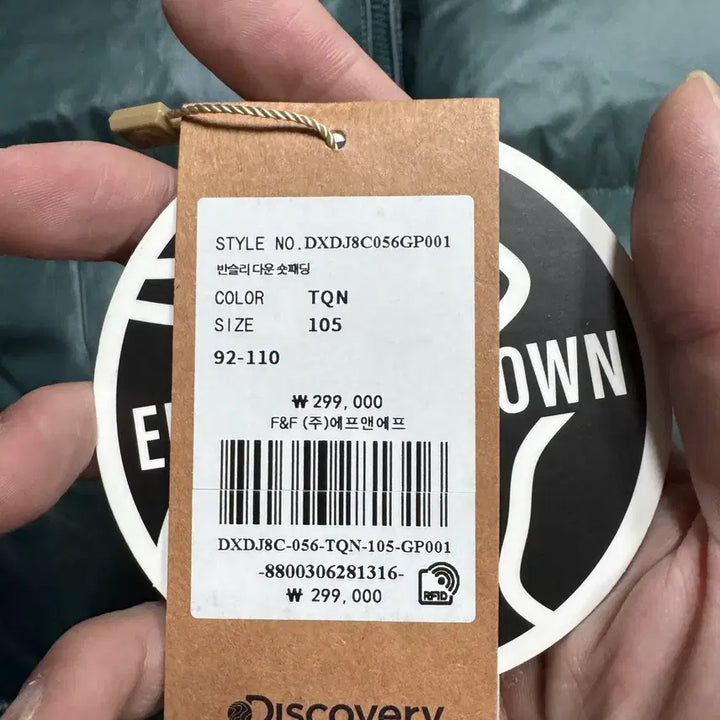 STYLE NO. DXDJ8C056GP001
반슬리 다운 숏패딩
COLOR TQN
SIZE 105
92-110
₩ 299,000
F&F (주)에프앤에프
DXDJ8C-056-TQN-105-GP001
-8800306281316-
₩ 299,000
RFID
OWN
Discovery